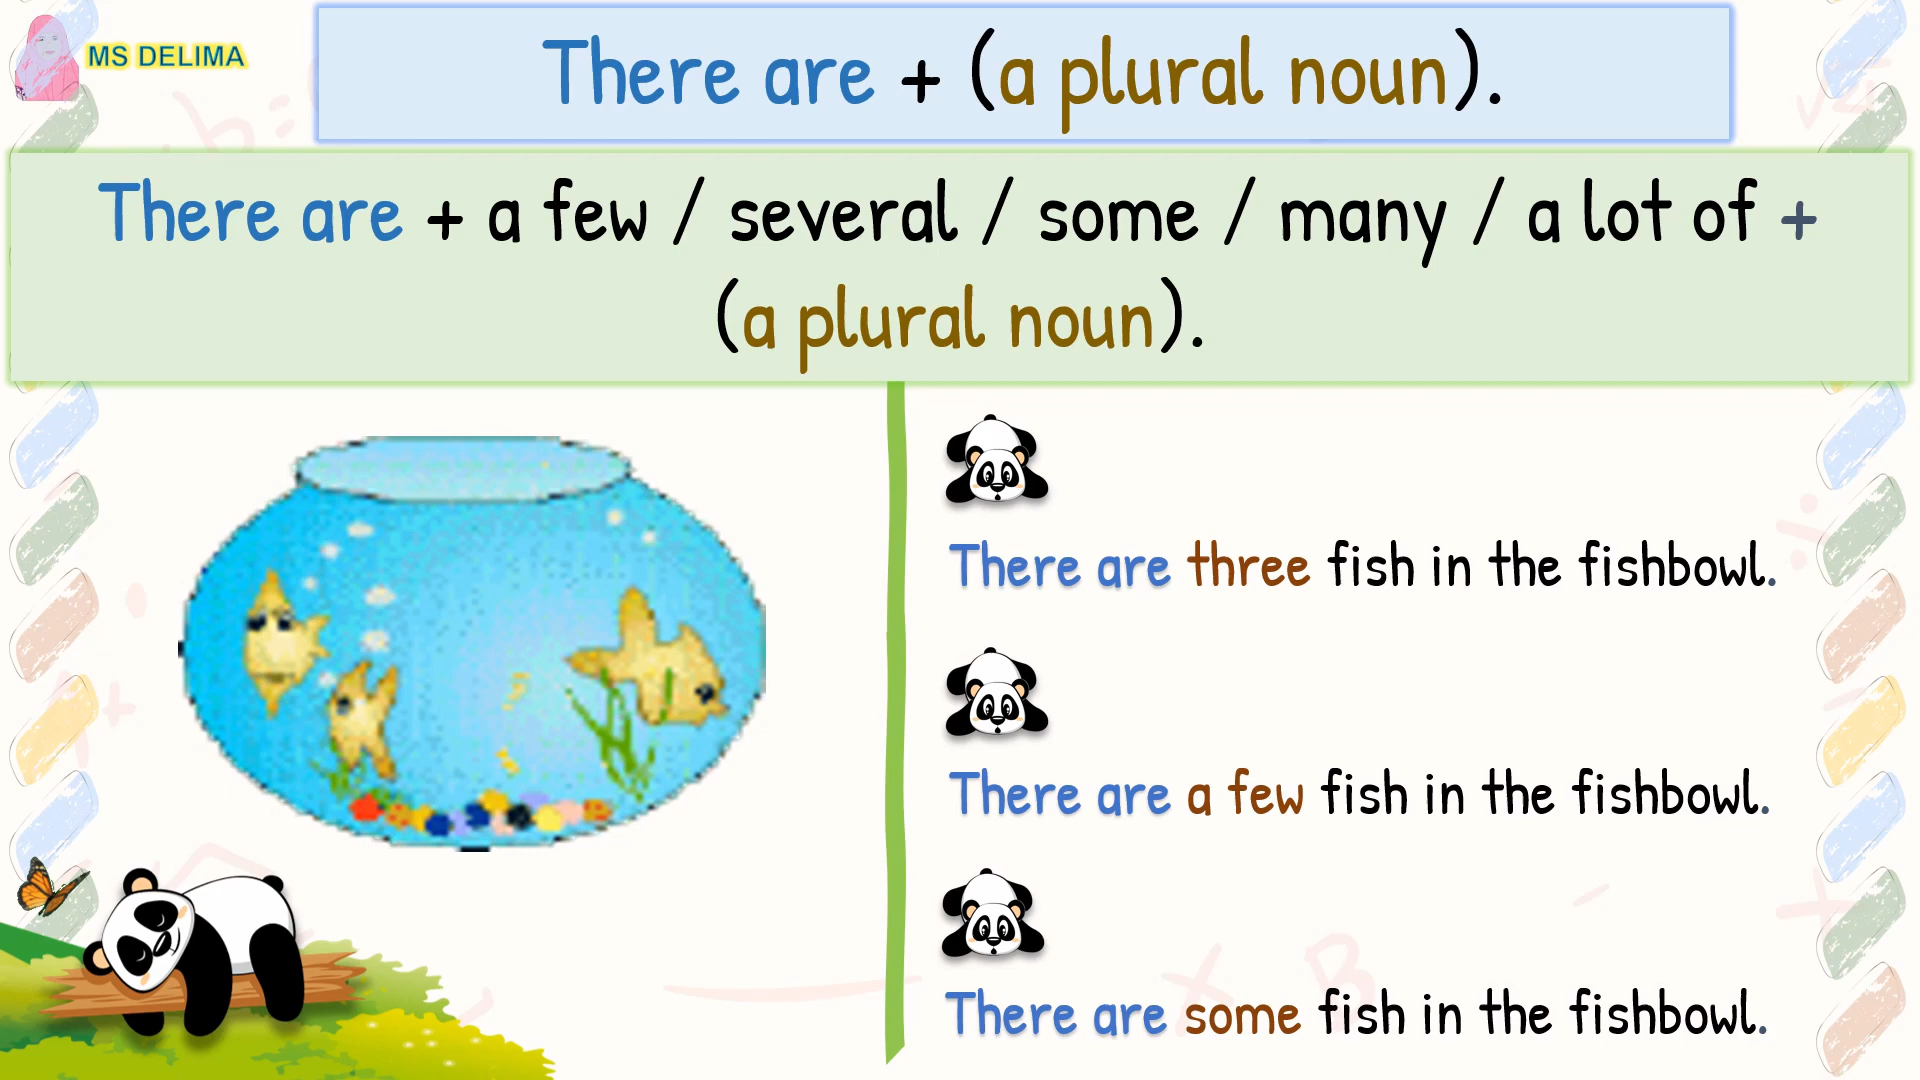 MS DELIMA
There are + (a plural noun).
There are + a few / several / some / many / a lot of +
(a plural noun).
There are three fish in the fishbowl.
There are a few fish in the fishbowl.
There are some fish in the fishbowl.